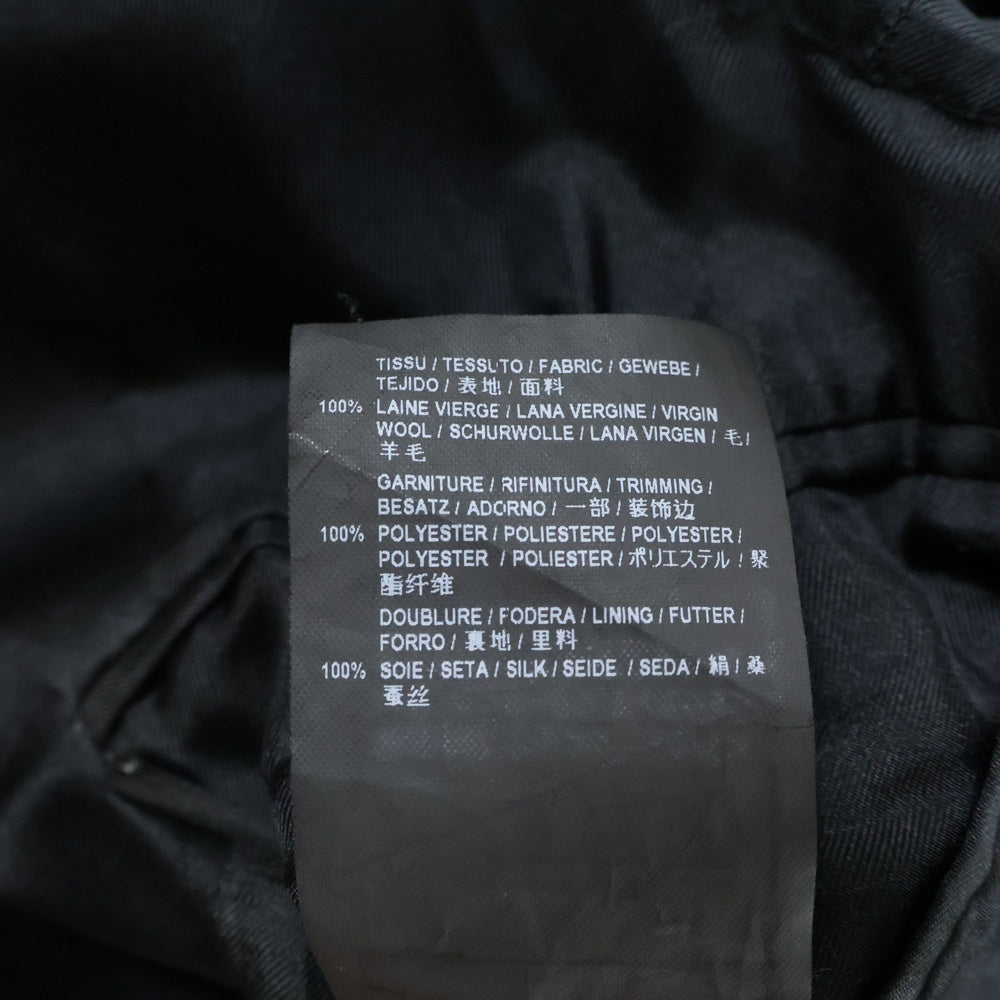 TISSU / TESSUTO / FABRIC / GEWEBE /
TEJIDO / 表地 / 面料
100% LAINE VIERGE / LANA VERGINE / VIRGIN
WOOL / SCHURWOLLE / LANA VIRGEN / 毛 /
羊毛
GARNITURE / RIFINITURA / TRIMMING /
BESATZ / ADORNO / 一部 / 装饰边
100% POLYESTER / POLIESTERE / POLYESTER /
POLYESTER / POLIESTER / ポリエステル / 聚
酯纤维
DOUBLURE / FODERA / LINING / FUTTER /
FORRO / 裏地 / 里料
100% SOIE / SETA / SILK / SEIDE / SEDA / 絹 / 桑
蚕丝